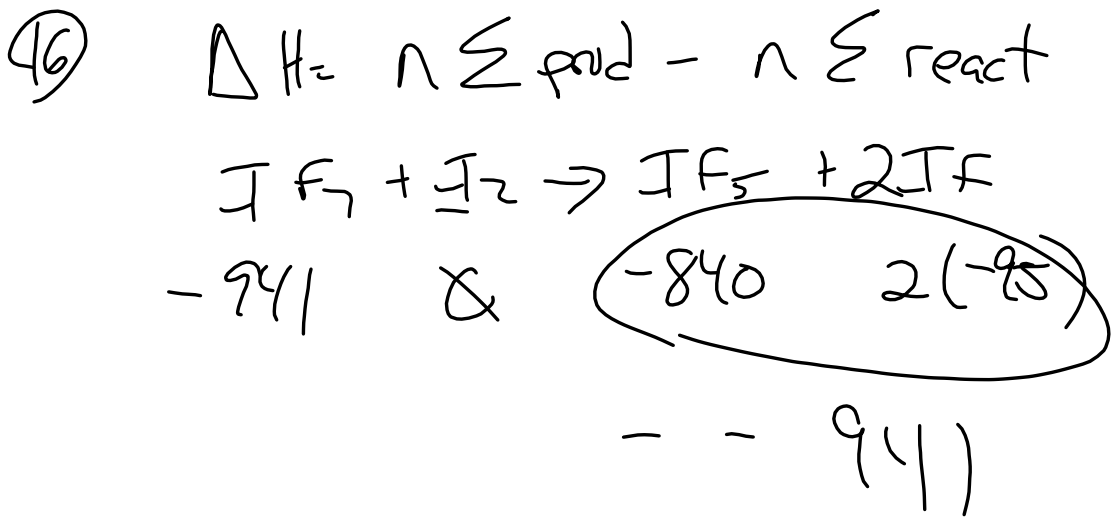 46 ΔH= n Σ prod - n Σ react
IF₇ + I₂ → IF₅ + 2IF
-941 0 -840 2(-95)
- - 941